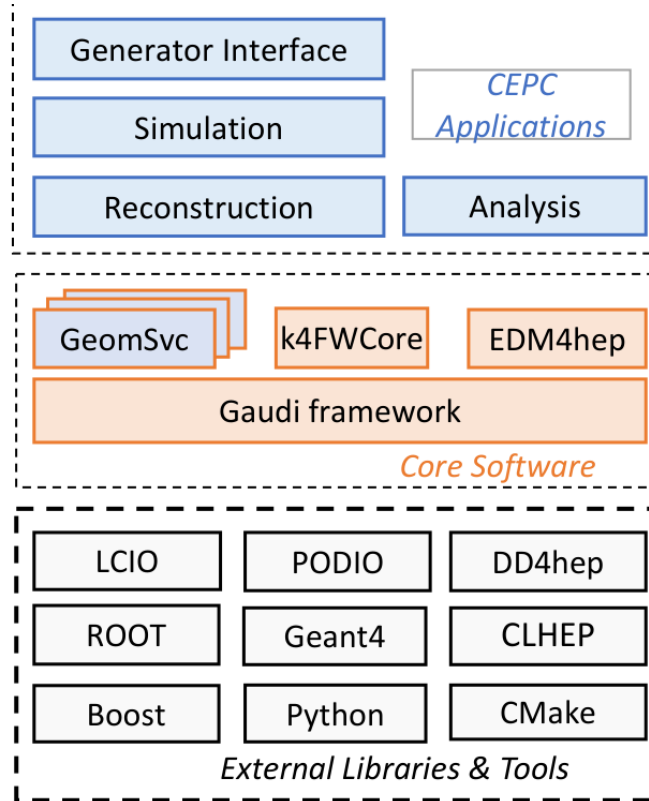 Generator Interface
CEPC
Applications
Simulation
Reconstruction
Analysis
GeomSvc
k4FWCore
EDM4hep
Gaudi framework
Core Software
LCIO
PODIO
DD4hep
ROOT
Geant4
CLHEP
Boost
Python
CMake
External Libraries & Tools